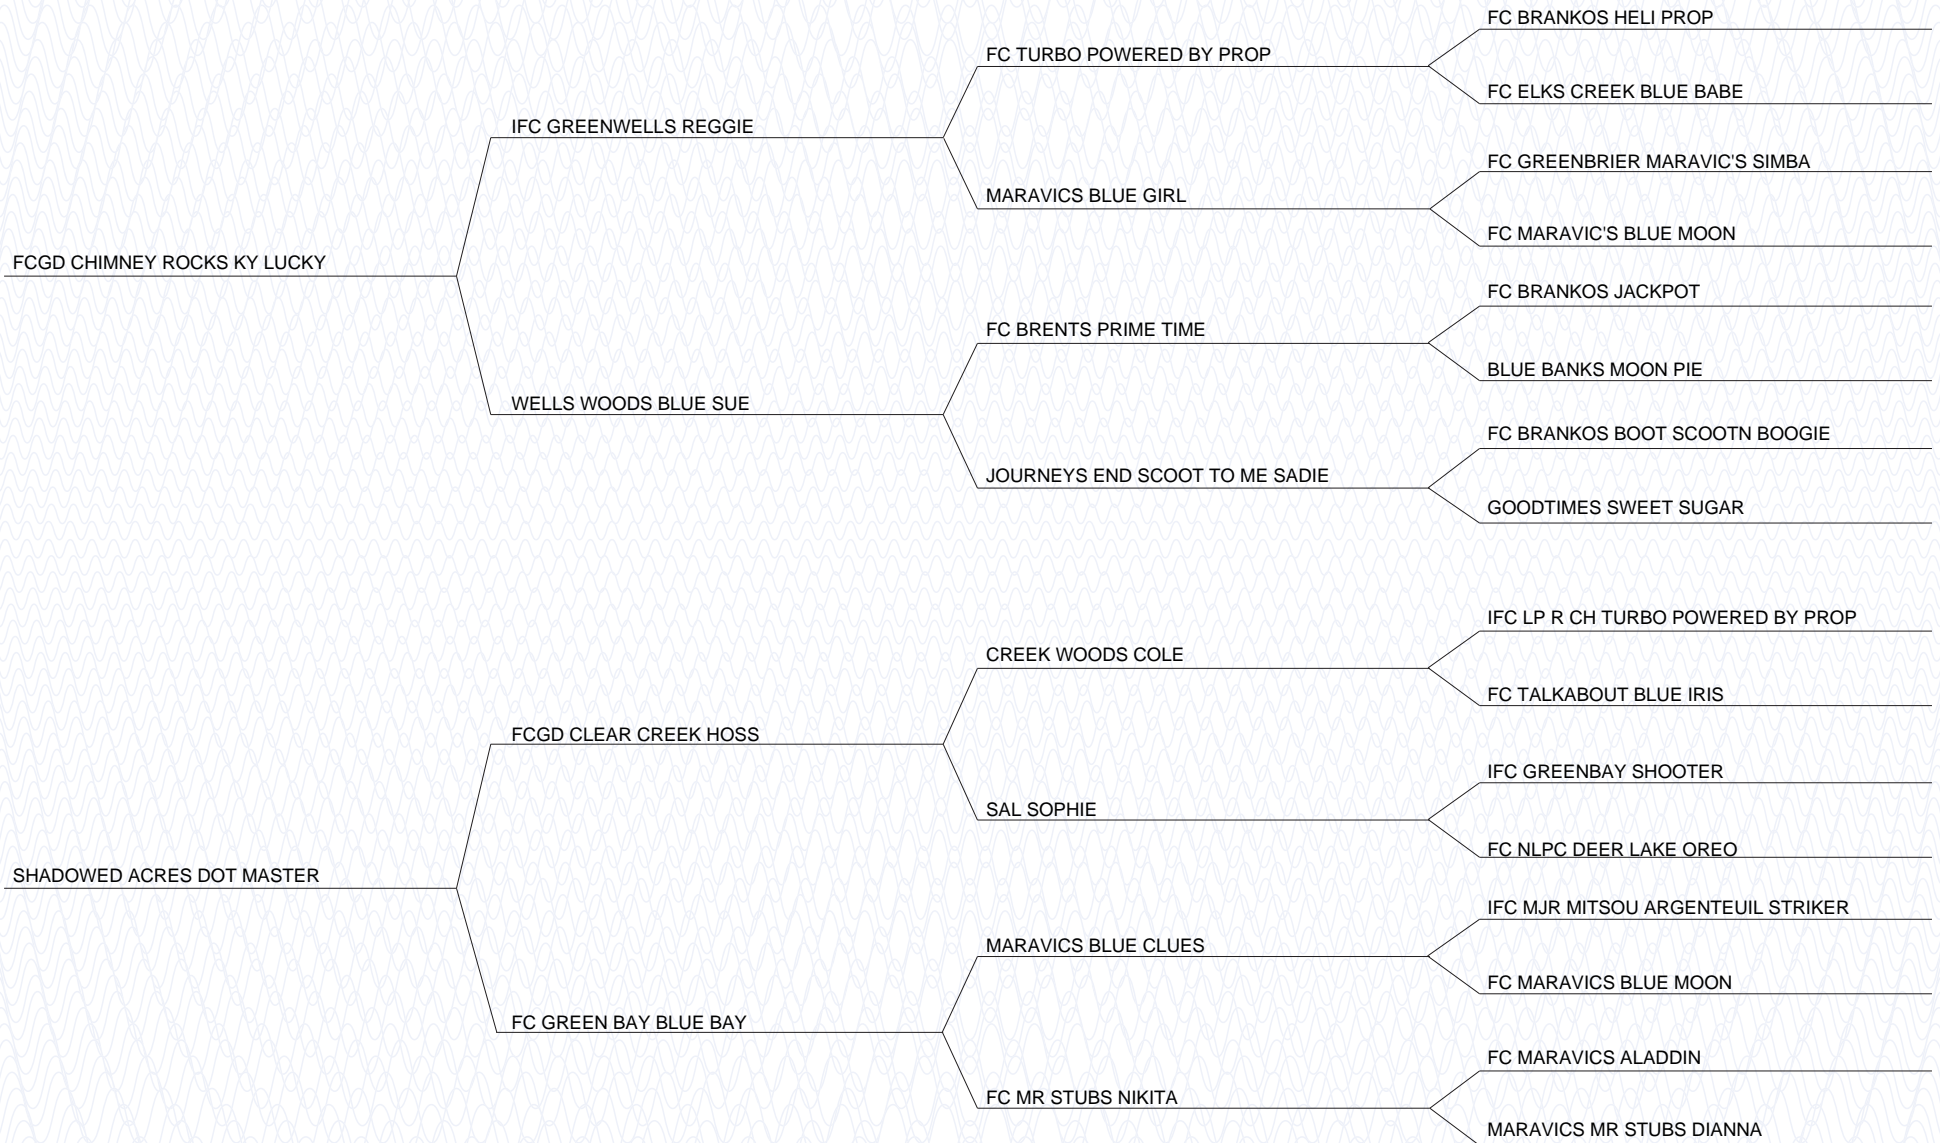 FC BRANKOS HELI PROP
FC TURBO POWERED BY PROP
FC ELKS CREEK BLUE BABE
IFC GREENWELLS REGGIE
FC GREENBRIER MARAVIC'S SIMBA
MARAVICS BLUE GIRL
FC MARAVIC'S BLUE MOON
FCGD CHIMNEY ROCKS KY LUCKY
FC BRANKOS JACKPOT
FC BRENTS PRIME TIME
BLUE BANKS MOON PIE
WELLS WOODS BLUE SUE
FC BRANKOS BOOT SCOOTN BOOGIE
JOURNEYS END SCOOT TO ME SADIE
GOODTIMES SWEET SUGAR
IFC LP R CH TURBO POWERED BY PROP
CREEK WOODS COLE
FC TALKABOUT BLUE IRIS
FCGD CLEAR CREEK HOSS
IFC GREENBAY SHOOTER
SAL SOPHIE
FC NLPC DEER LAKE OREO
SHADOWED ACRES DOT MASTER
IFC MJR MITSOU ARGENTEUIL STRIKER
MARAVICS BLUE CLUES
FC MARAVICS BLUE MOON
FC GREEN BAY BLUE BAY
FC MARAVICS ALADDIN
FC MR STUBS NIKITA
MARAVICS MR STUBS DIANNA